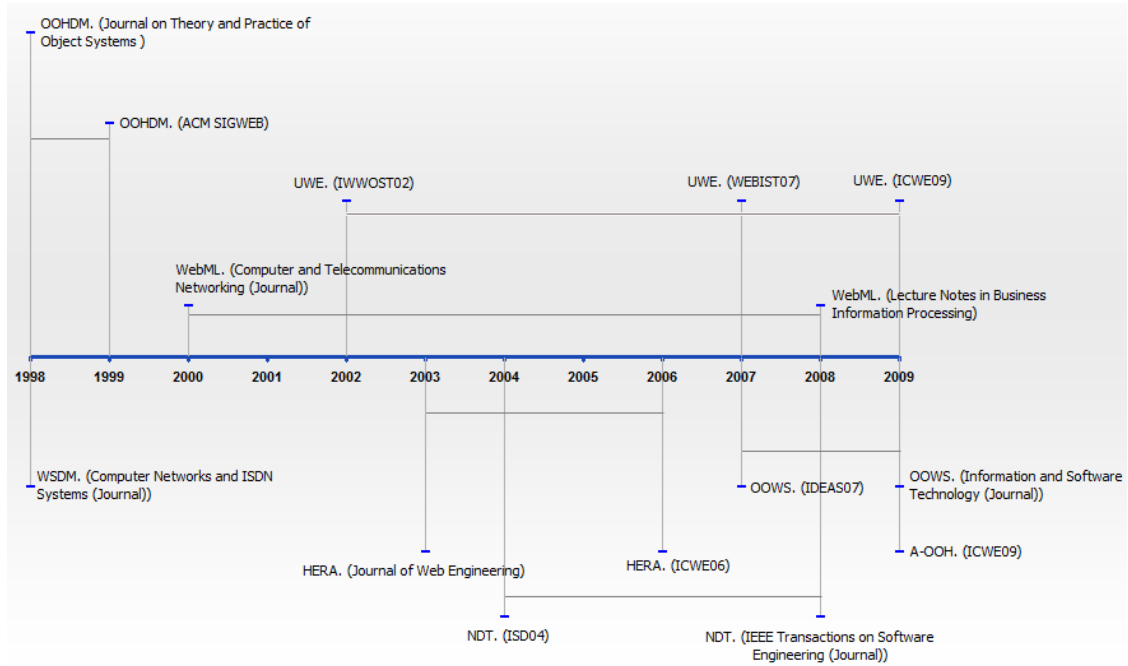 OOHDM. (Journal on Theory and Practice of
Object Systems )
OOHDM. (ACM SIGWEB)
UWE. (IWWOST02)
UWE. (WEBIST07)
UWE. (ICWE09)
WebML. (Computer and Telecommunications
Networking (Journal))
WebML. (Lecture Notes in Business
Information Processing)
1998 1999 2000 2001 2002 2003 2004 2005 2006 2007 2008 2009
WSDM. (Computer Networks and ISDN
Systems (Journal))
OOWS. (IDEAS07)
OOWS. (Information and Software
Technology (Journal))
A-OOH. (ICWE09)
HERA. (Journal of Web Engineering)
HERA. (ICWE06)
NDT. (ISD04)
NDT. (IEEE Transactions on Software
Engineering (Journal))